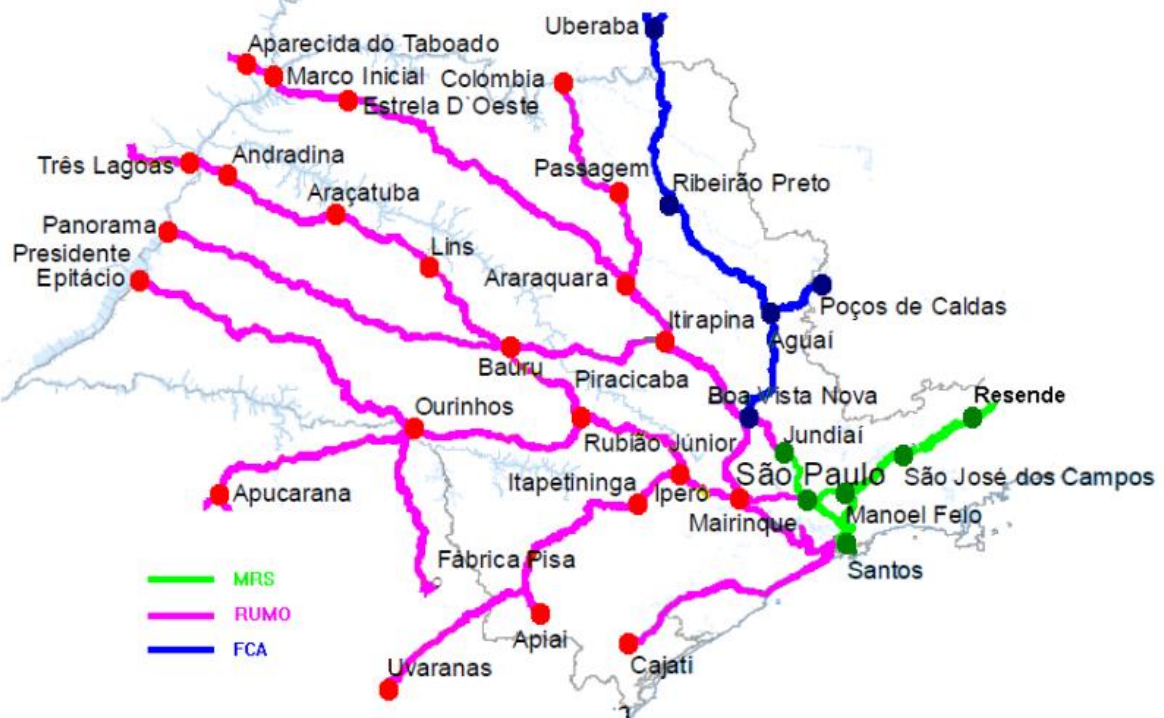 Uberaba
Aparecida do Taboado
Marco Inicial
Colômbia
Estrela D`Oeste
Três Lagoas
Andradina
Passagem
Ribeirão Preto
Araçatuba
Panorama
Presidente
Epitácio
Lins
Araraquara
Itirapina
Poços de Caldas
Aguaí
Bauru
Piracicaba
Boa Vista Nova
Resende
Ourinhos
Rubião Júnior
Jundiaí
São Paulo
São José dos Campos
Itapetininga
Iperó
Apucarana
Mairinque
Manoel Feio
Fábrica Pisa
Santos
MRS
RUMO
FCA
Apiai
Cajati
Uvaranas